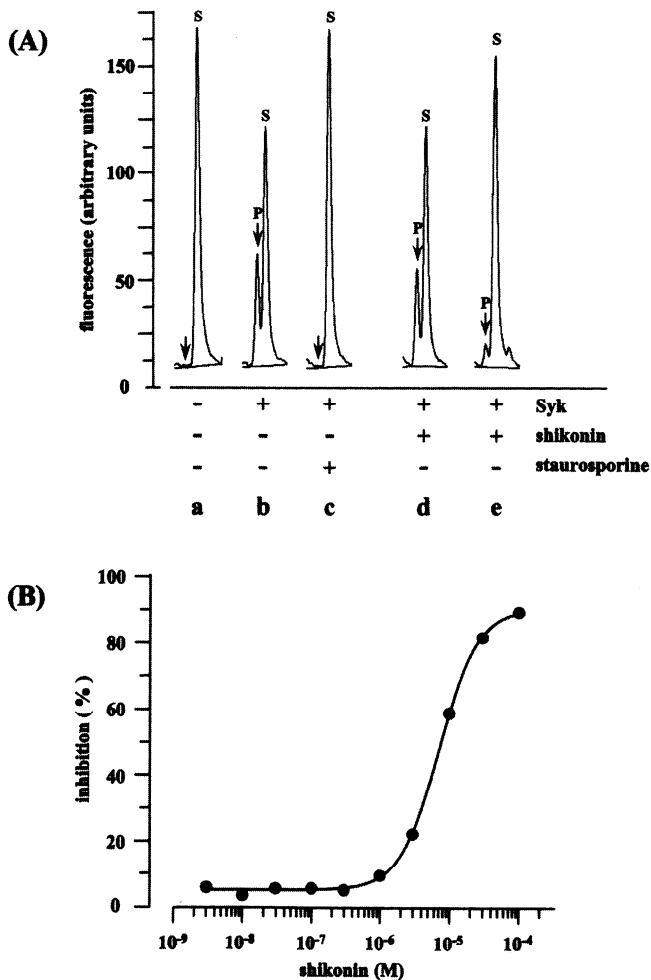 (A)
fluorescence (arbitrary units)
150
100
50
0
S
S
S
S
S
P
P
P
- + + + + Syk
- - - + + shikonin
- - + - - staurosporine
a b c d e
(B)
inhibition ( % )
100
80
60
40
20
0
10-9 10-8 10-7 10-6 10-5 10-4
shikonin (M)